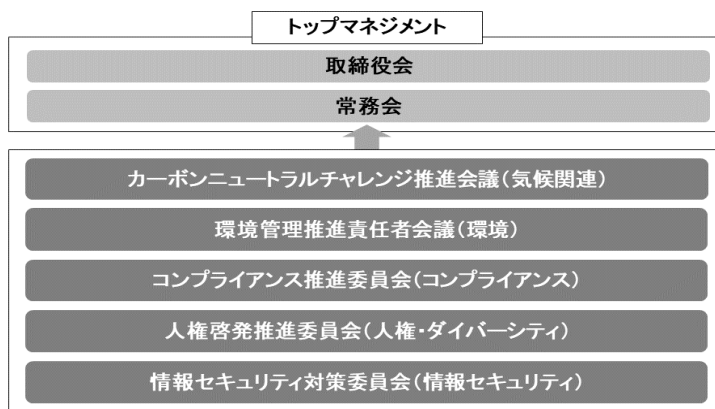 トップマネジメント
取締役会
常務会
カーボンニュートラルチャレンジ推進会議(気候関連)
環境管理推進責任者会議(環境)
コンプライアンス推進委員会(コンプライアンス)
人権啓発推進委員会(人権・ダイバーシティ)
情報セキュリティ対策委員会(情報セキュリティ)